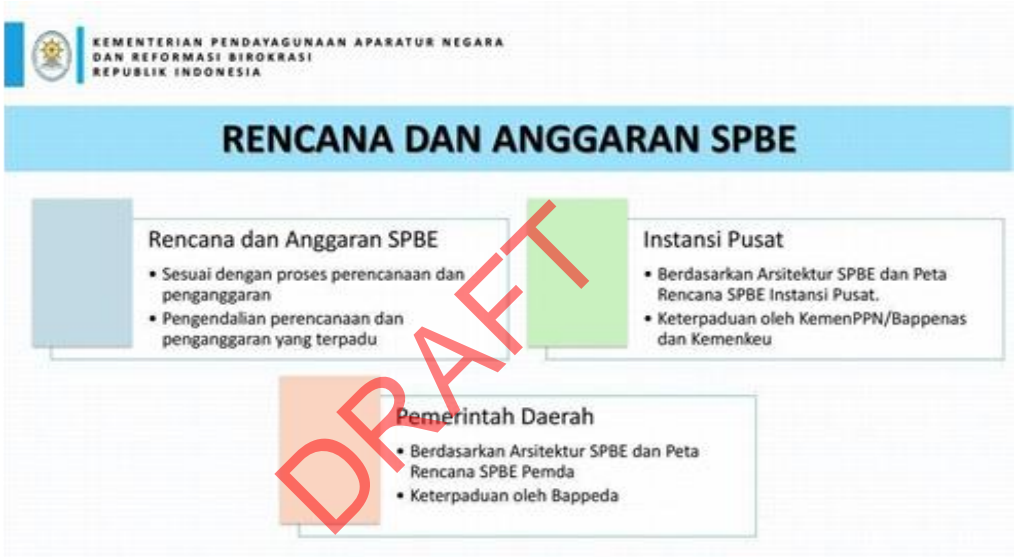 KEMENTERIAN PENDAYAGUNAAN APARATUR NEGARA
DAN REFORMASI BIROKRASI
REPUBLIK INDONESIA
RENCANA DAN ANGGARAN SPBE
Rencana dan Anggaran SPBE
• Sesuai dengan proses perencanaan dan
penganggaran
• Pengendalian perencanaan dan
penganggaran yang terpadu
Instansi Pusat
• Berdasarkan Arsitektur SPBE dan Peta
Rencana SPBE Instansi Pusat.
• Keterpaduan oleh KemenPPN/Bappenas
dan Kemenkeu
Pemerintah Daerah
• Berdasarkan Arsitektur SPBE dan Peta
Rencana SPBE Pemda
• Keterpaduan oleh Bappeda
DRAFT